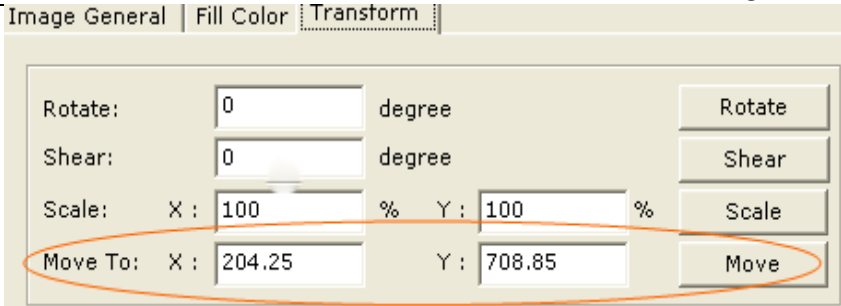 Image General Fill Color Transform
Rotate: 0 degree Rotate
Shear: 0 degree Shear
Scale: X : 100 % Y : 100 % Scale
Move To: X : 204.25 Y : 708.85 Move